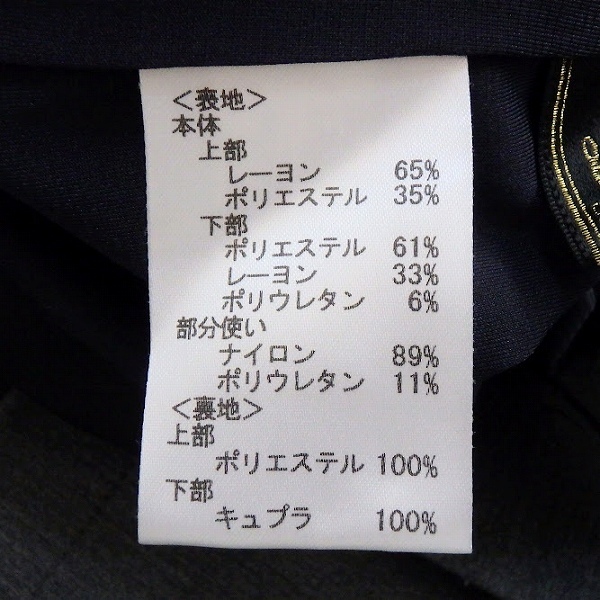 ＜表地＞
本体
上部
レーヨン 65%
ポリエステル 35%
下部
ポリエステル 61%
レーヨン 33%
ポリウレタン 6%
部分使い
ナイロン 89%
ポリウレタン 11%
＜裏地＞
上部
ポリエステル 100%
下部
キュプラ 100%